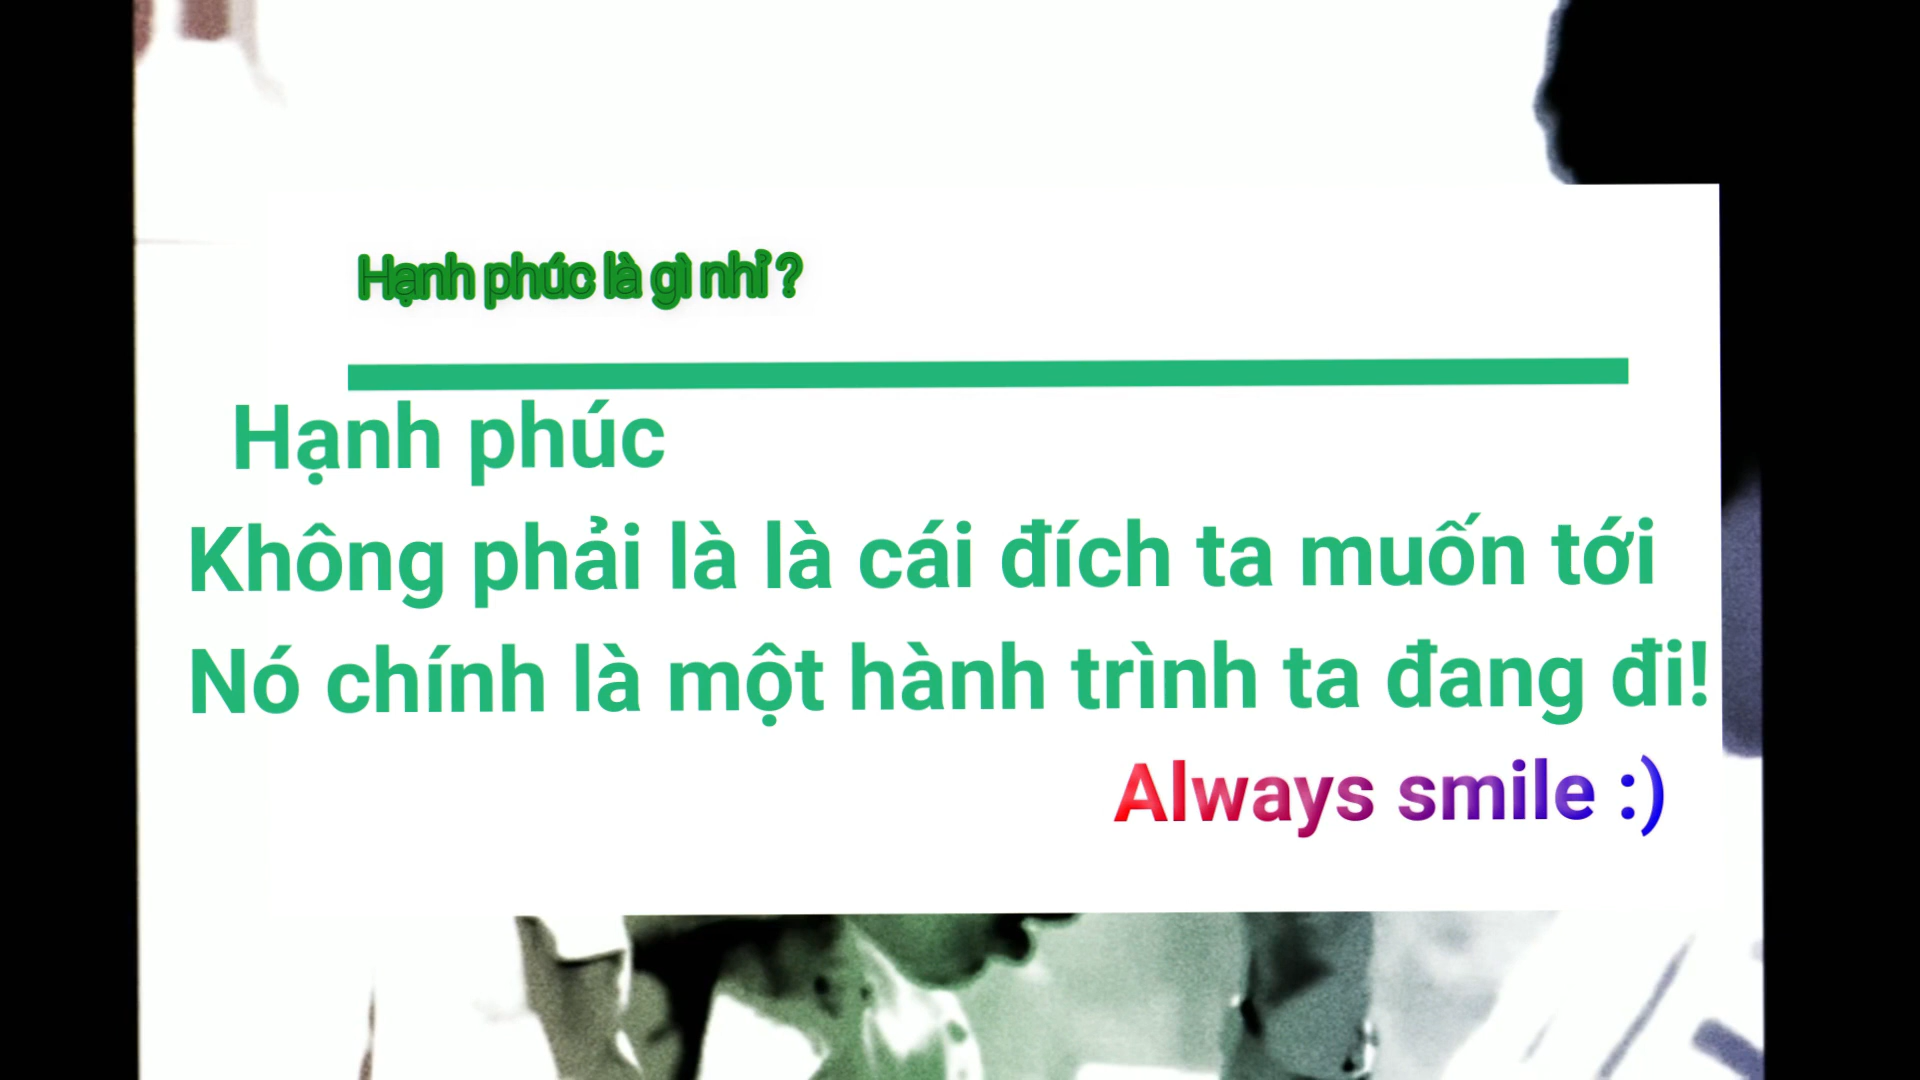 Hạnh phúc là gì nhỉ ?
Hạnh phúc
Không phải là là cái đích ta muốn tới
Nó chính là một hành trình ta đang đi!
Always smile :)